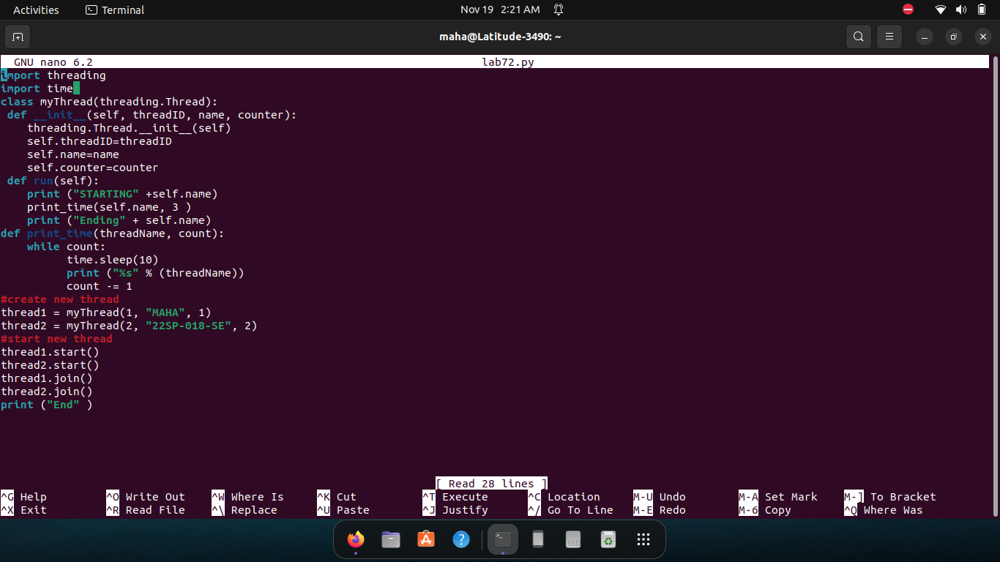 Activities Terminal Nov 19 2:21 AM
maha@Latitude-3490: ~
GNU nano 6.2 lab72.py
import threading
import time
class myThread(threading.Thread):
 def __init__(self, threadID, name, counter):
    threading.Thread.__init__(self)
    self.threadID=threadID
    self.name=name
    self.counter=counter
 def run(self):
    print ("STARTING" +self.name)
    print_time(self.name, 3 )
    print ("Ending" + self.name)
def print_time(threadName, count):
    while count:
          time.sleep(10)
          print ("%s" % (threadName))
          count -= 1
#create new thread
thread1 = myThread(1, "MAHA", 1)
thread2 = myThread(2, "22SP-018-SE", 2)
#start new thread
thread1.start()
thread2.start()
thread1.join()
thread2.join()
print ("End" )
[ Read 28 lines ]
^G Help ^O Write Out ^W Where Is ^K Cut ^T Execute ^C Location M-U Undo M-A Set Mark M-] To Bracket
^X Exit ^R Read File ^\ Replace ^U Paste ^J Justify ^/ Go To Line M-E Redo M-6 Copy ^Q Where Was
SSD